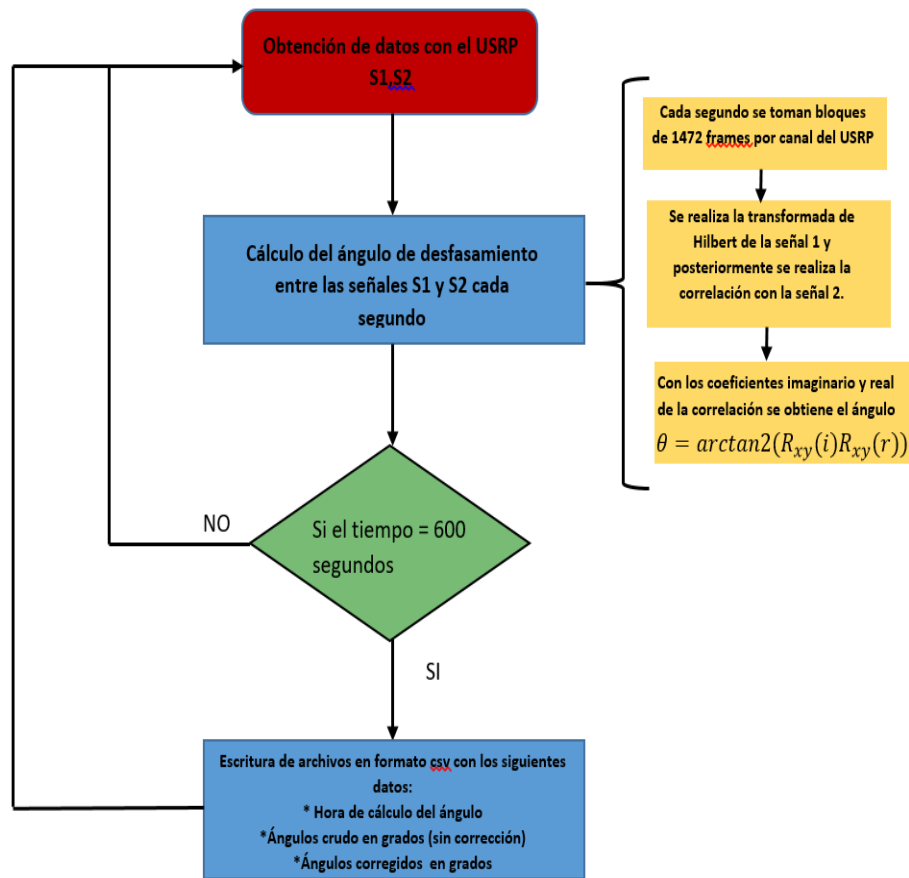 Obtención de datos con el USRP
S1,S2
Cálculo del ángulo de desfasamiento
entre las señales S1 y S2 cada
segundo
Cada segundo se toman bloques
de 1472 frames por canal del USRP
Se realiza la transformada de
Hilbert de la señal 1 y
posteriormente se realiza la
correlación con la señal 2.
Con los coeficientes imaginario y real
de la correlación se obtiene el ángulo
θ = arctan2(R_{xy}(i)R_{xy}(r))
NO
Si el tiempo = 600
segundos
SI
Escritura de archivos en formato csv con los siguientes
datos:
* Hora de cálculo del ángulo
*Ángulos crudo en grados (sin corrección)
*Ángulos corregidos en grados